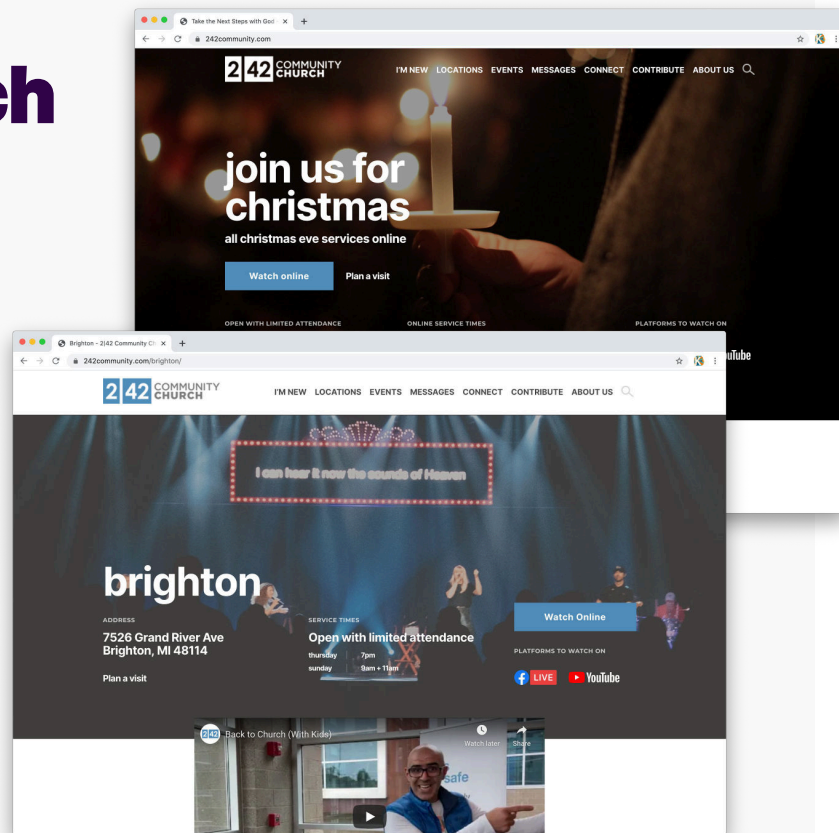 ch
Take the Next Steps with God
242community.com
2 42 COMMUNITY CHURCH
I'M NEW LOCATIONS EVENTS MESSAGES CONNECT CONTRIBUTE ABOUT US
join us for
christmas
all christmas eve services online
Watch online Plan a visit
OPEN WITH LIMITED ATTENDANCE ONLINE SERVICE TIMES PLATFORMS TO WATCH ON
uTube
Brighton - 2|42 Community Ch
242community.com/brighton/
2 42 COMMUNITY CHURCH
I'M NEW LOCATIONS EVENTS MESSAGES CONNECT CONTRIBUTE ABOUT US
I can hear it now the sounds of Heaven
brighton
ADDRESS
7526 Grand River Ave
Brighton, MI 48114
Plan a visit
SERVICE TIMES
Open with limited attendance
thursday 7pm
sunday 9am + 11am
Watch Online
PLATFORMS TO WATCH ON
LIVE YouTube
242 Back to Church (With Kids)
Watch later Share
safe